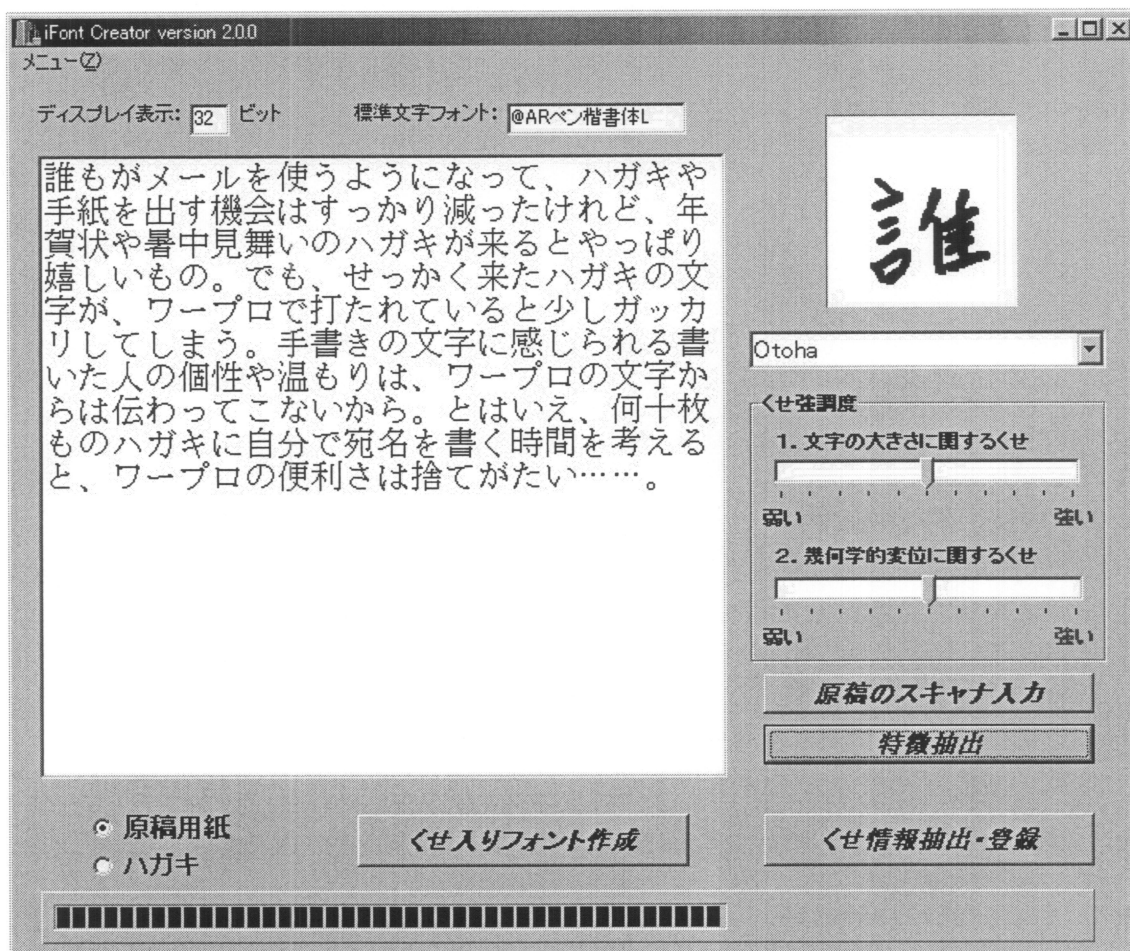 iFont Creator version 2.0.0
メニュー(Z)
ディスプレイ表示: 32 ビット
標準文字フォント: @ARペン楷書体L
誰もがメールを使うようになって、ハガキや
手紙を出す機会はすっかり減ったけれど、年
賀状や暑中見舞いのハガキが来るとやっぱり
嬉しいもの。でも、せっかく来たハガキの文
字が、ワープロで打たれていると少しガッカ
リしてしまう。手書きの文字に感じられる書
いた人の個性や温もりは、ワープロの文字か
らは伝わってこないから。とはいえ、何十枚
ものハガキに自分で宛名を書く時間を考える
と、ワープロの便利さは捨てがたい……。
誰
Otoha
くせ強調度
1. 文字の大きさに関するくせ
弱い 強い
2. 幾何学的変位に関するくせ
弱い 強い
原稿のスキャナ入力
特徴抽出
原稿用紙
ハガキ
くせ入りフォント作成
くせ情報抽出・登録